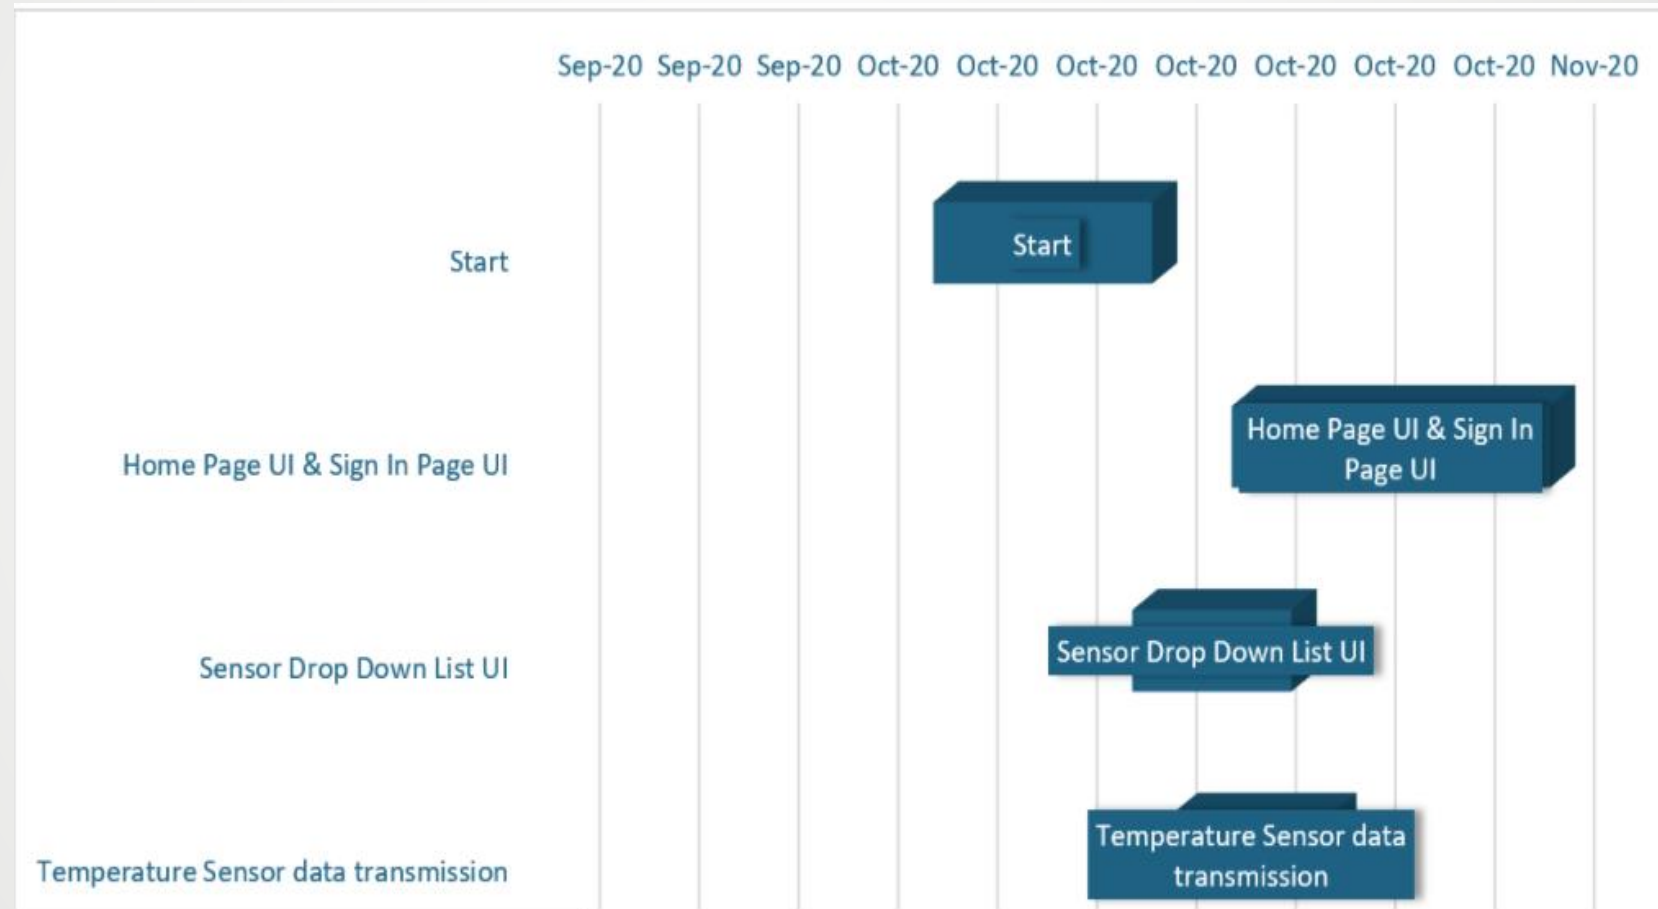 Sep-20 Sep-20 Sep-20 Oct-20 Oct-20 Oct-20 Oct-20 Oct-20 Oct-20 Oct-20 Nov-20
Start
Start
Home Page UI & Sign In Page UI
Home Page UI & Sign In
Page UI
Sensor Drop Down List UI
Sensor Drop Down List UI
Temperature Sensor data transmission
Temperature Sensor data
transmission